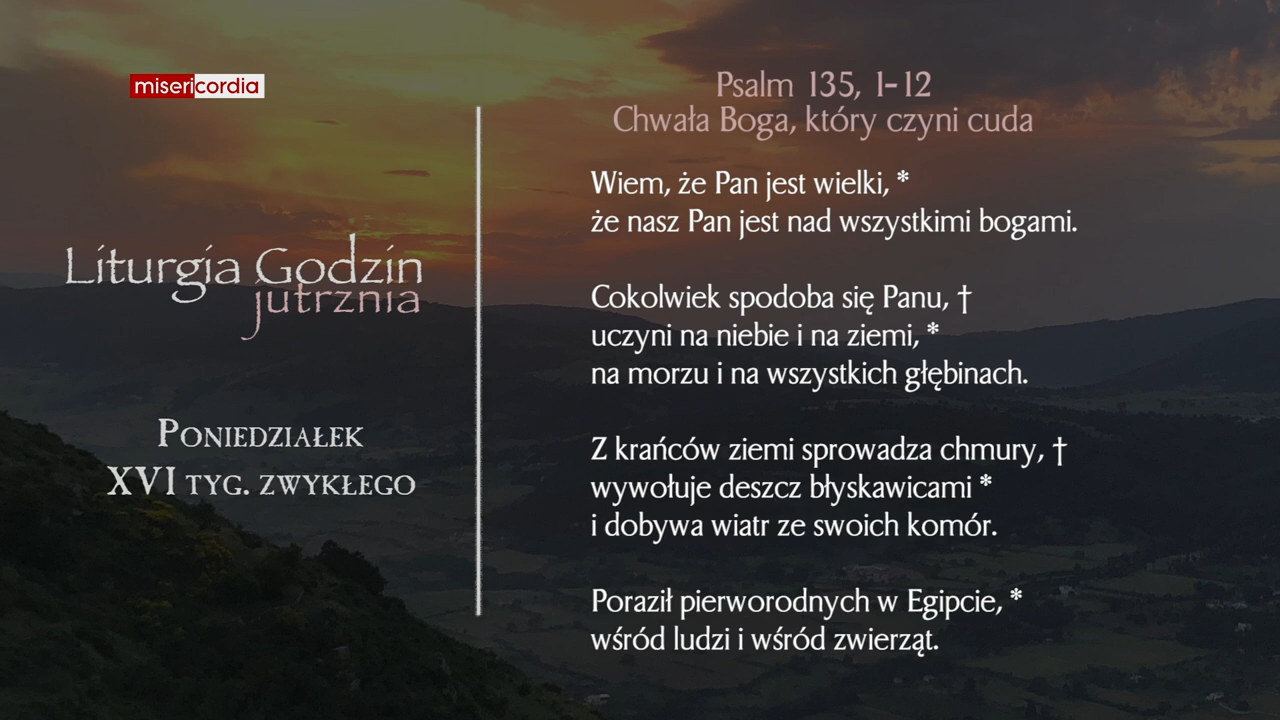 misericordia
Liturgia Godzin
jutrznia
Poniedziałek
XVI tyg. zwykłego
Psalm 135, 1-12
Chwała Boga, który czyni cuda
Wiem, że Pan jest wielki, *
że nasz Pan jest nad wszystkimi bogami.
Cokolwiek spodoba się Panu, †
uczyni na niebie i na ziemi, *
na morzu i na wszystkich głębinach.
Z krańców ziemi sprowadza chmury, †
wywołuje deszcz błyskawicami *
i dobywa wiatr ze swoich komór.
Poraził pierworodnych w Egipcie, *
wśród ludzi i wśród zwierząt.